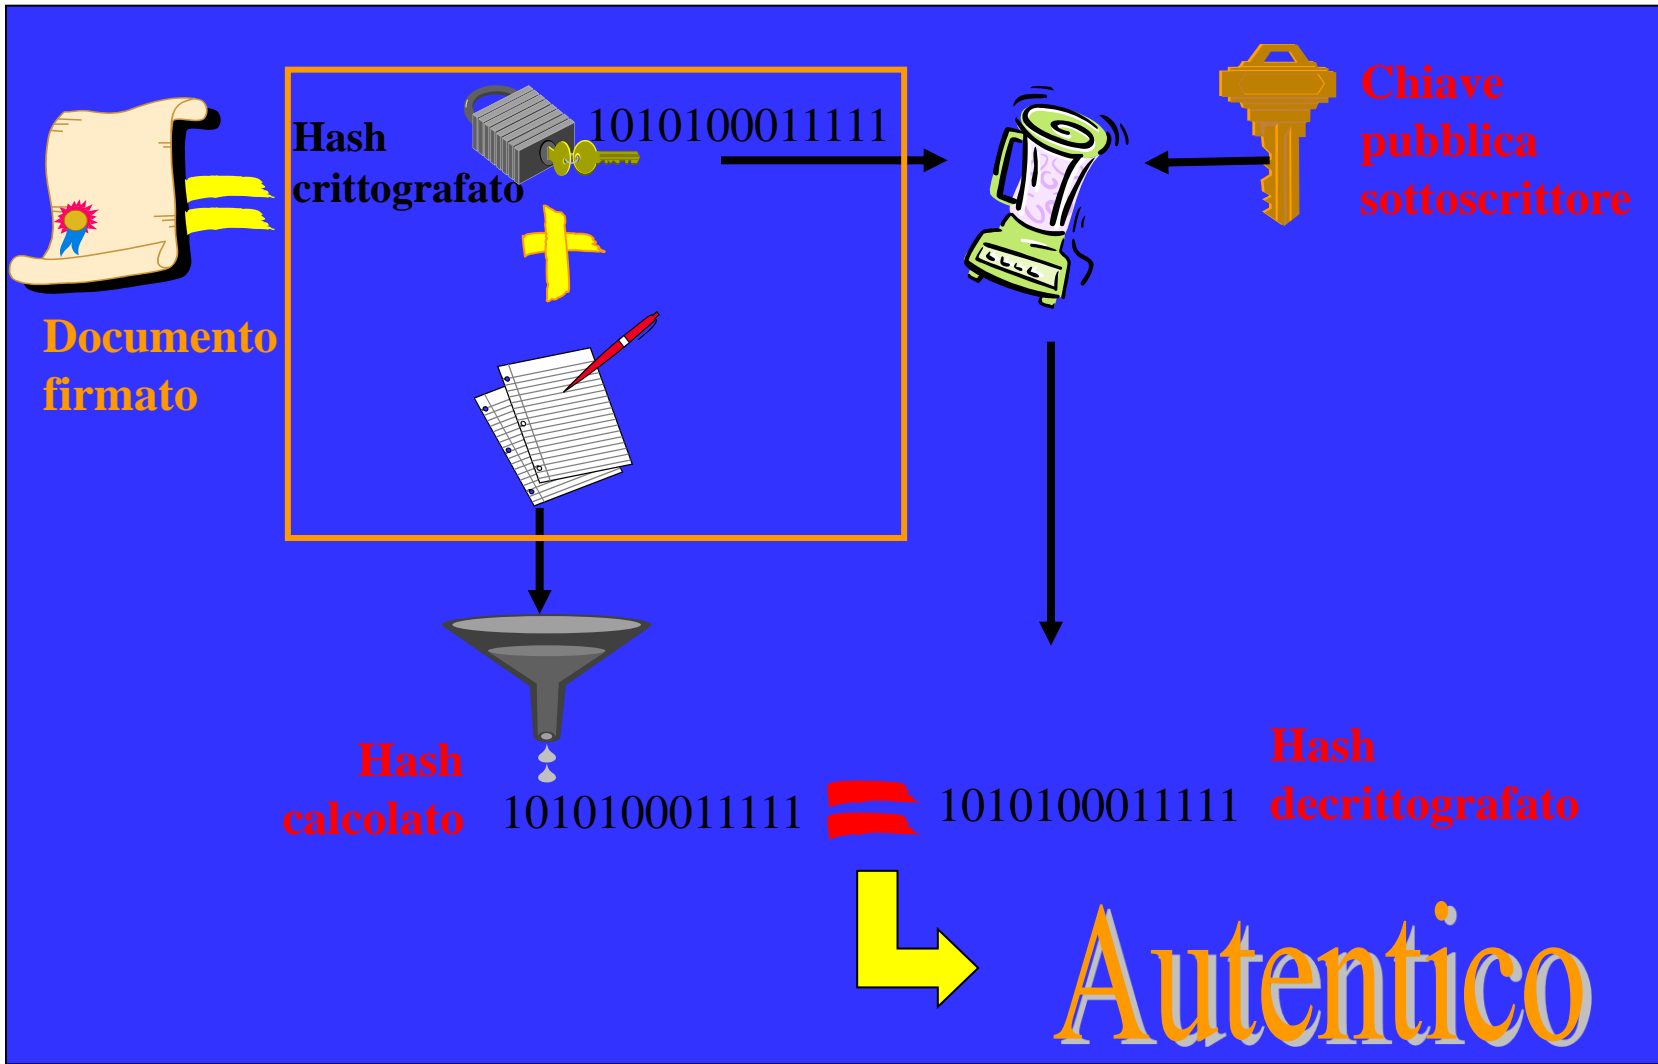 Hash
crittografato
1010100011111
Chiave
pubblica
sottoscrittore
Documento
firmato
Hash
calcolato
1010100011111
1010100011111
Hash
decrittografato
Autentico